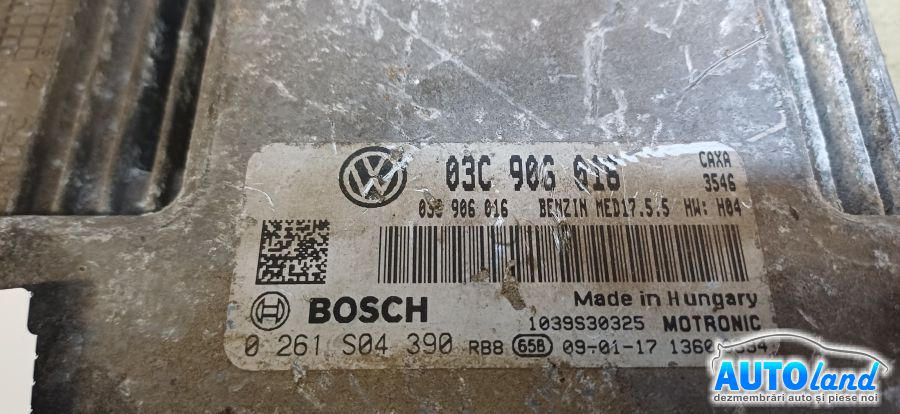 03C 906 016 CAXA
3546
03C 906 016 BENZIN MED17.5.5 HW: H04
BOSCH Made in Hungary
1039S30325 MOTRONIC
0 261 S04 390 RB8 65B 09-01-17
AUTOland
dezmembrări auto și piese noi